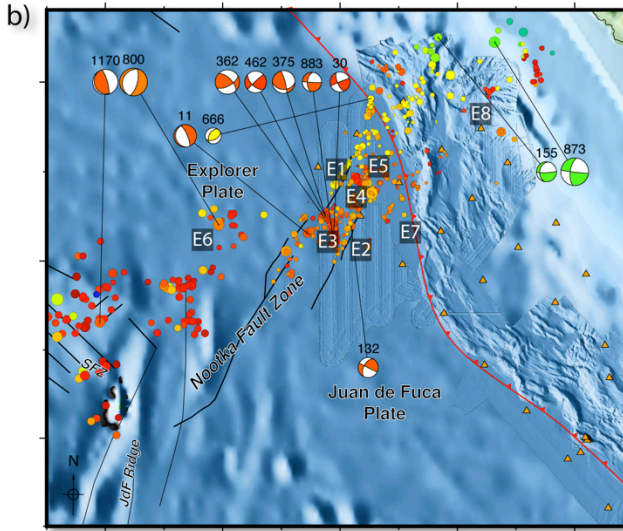 b)
1170 800 362 462 375 883 30
11 666
E8
Explorer
Plate
155 873
E1 E5
E4
E6 E3 E7
E2
Nootka Fault Zone
132
SFZ
Juan de Fuca
Plate
N
JdF Ridge